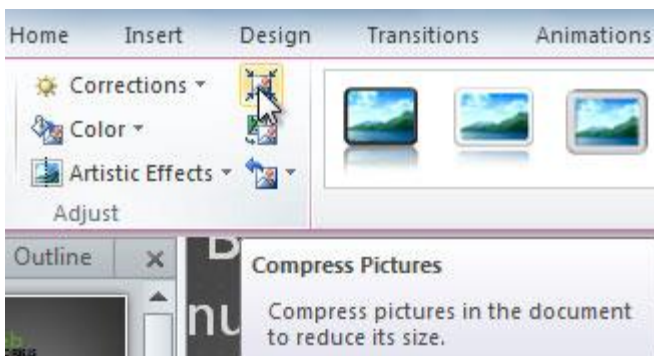 Home Insert Design Transitions Animations
Corrections
Color
Artistic Effects
Adjust
Outline
Compress Pictures
Compress pictures in the document
to reduce its size.
nu